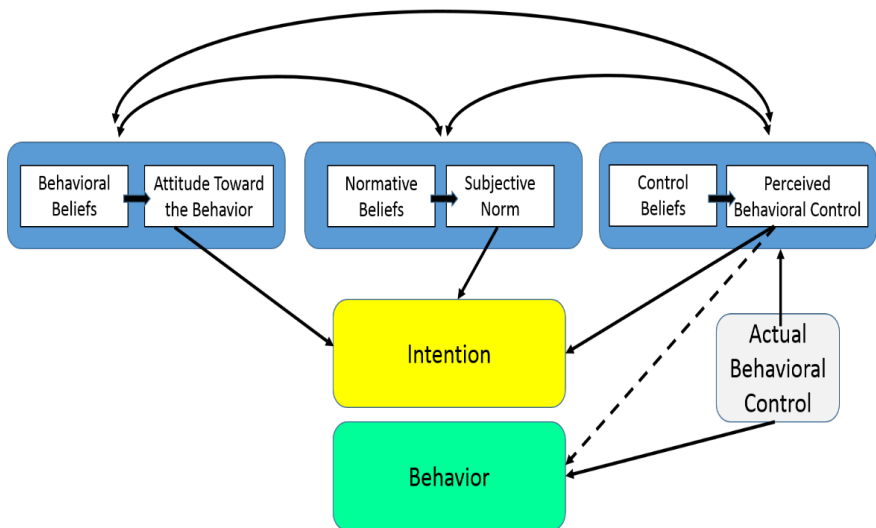 Behavioral
Beliefs
Attitude Toward
the Behavior
Normative
Beliefs
Subjective
Norm
Control
Beliefs
Perceived
Behavioral Control
Intention
Actual
Behavioral
Control
Behavior